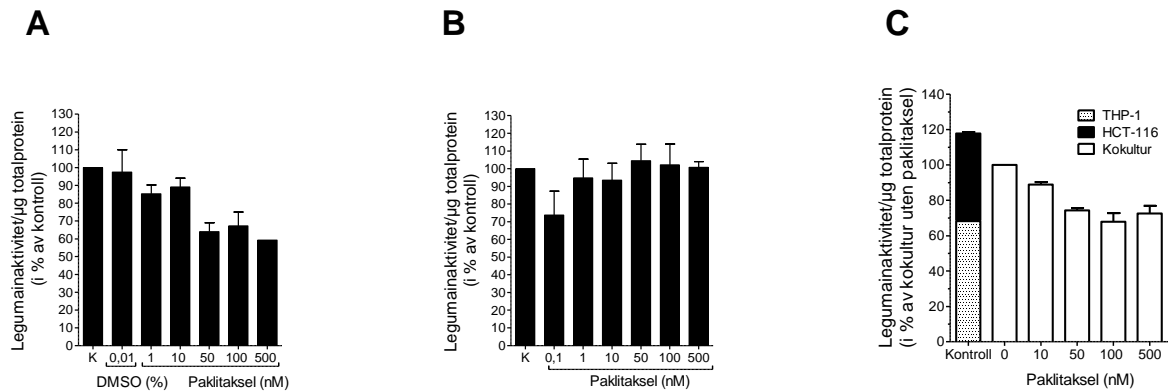 A
Legumainaktivitet/µg totalprotein
(i % av kontroll)
130
120
110
100
90
80
70
60
50
40
30
20
10
0
K 0,01 1 10 50 100 500
DMSO (%) Paklitaksel (nM)
B
Legumainaktivitet/µg totalprotein
(i % av kontroll)
130
120
110
100
90
80
70
60
50
40
30
20
10
0
K 0,1 1 10 50 100 500
Paklitaksel (nM)
C
Legumainaktivitet/µg totalprotein
(i % av kokultur uten paklitaksel)
140
120
100
80
60
40
20
0
THP-1
HCT-116
Kokultur
Kontroll 0 10 50 100 500
Paklitaksel (nM)